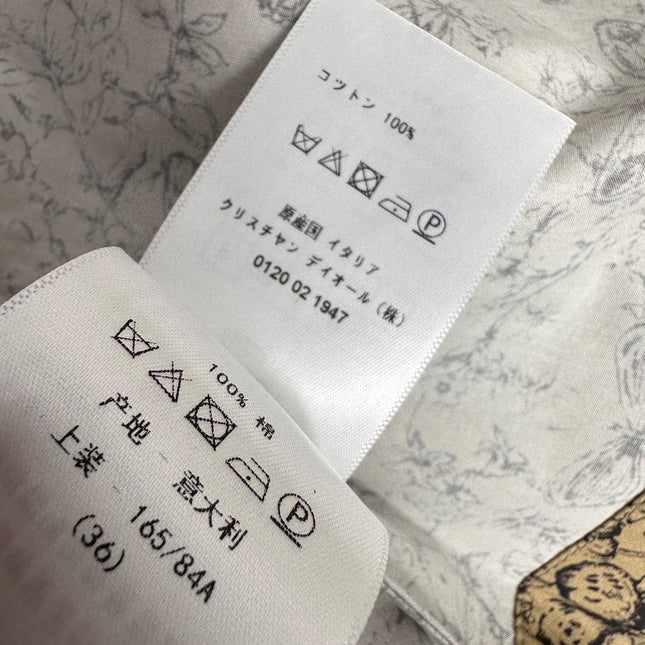 コットン 100%
P
原産国 イタリア
クリスチャン ディオール（株）
0120 02 1947
100% 棉
P
产地 意大利
上装 165/84A
(36)